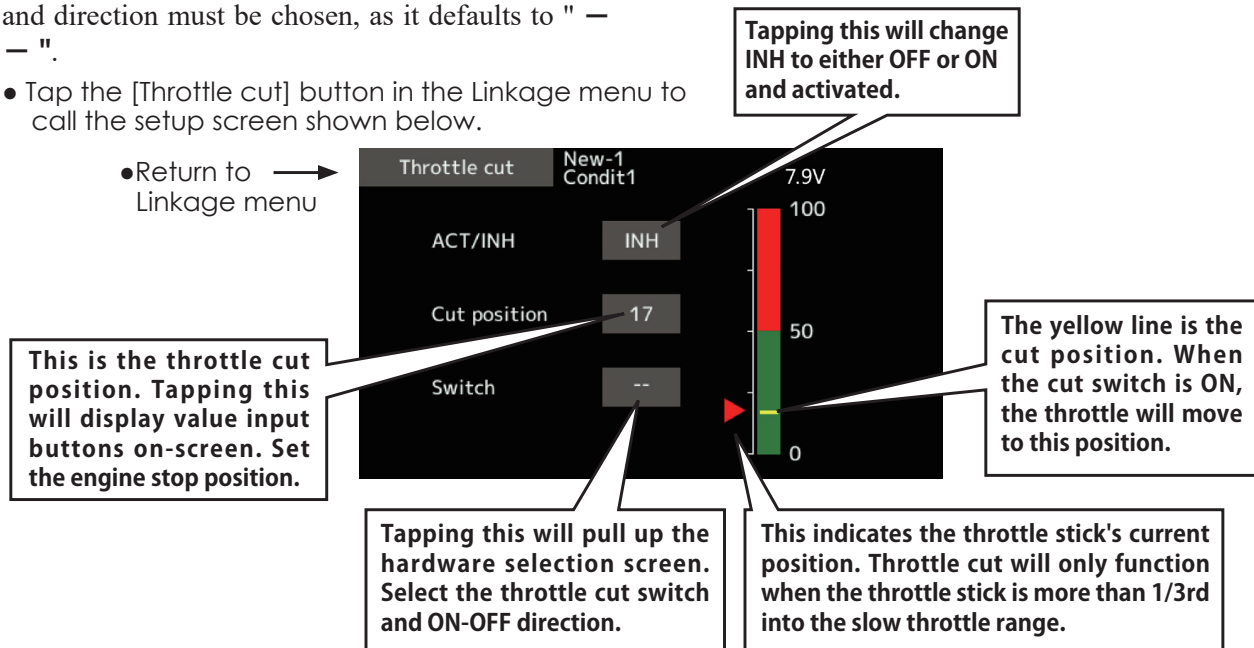 and direction must be chosen, as it defaults to " —
— ".
● Tap the [Throttle cut] button in the Linkage menu to
call the setup screen shown below.
Tapping this will change
INH to either OFF or ON
and activated.
●Return to
Linkage menu
Throttle cut
New-1
Condit1
7.9V
100
ACT/INH
INH
Cut position
17
50
Switch
--
0
This is the throttle cut
position. Tapping this
will display value input
buttons on-screen. Set
the engine stop position.
The yellow line is the
cut position. When
the cut switch is ON,
the throttle will move
to this position.
Tapping this will pull up the
hardware selection screen.
Select the throttle cut switch
and ON-OFF direction.
This indicates the throttle stick's current
position. Throttle cut will only function
when the throttle stick is more than 1/3rd
into the slow throttle range.